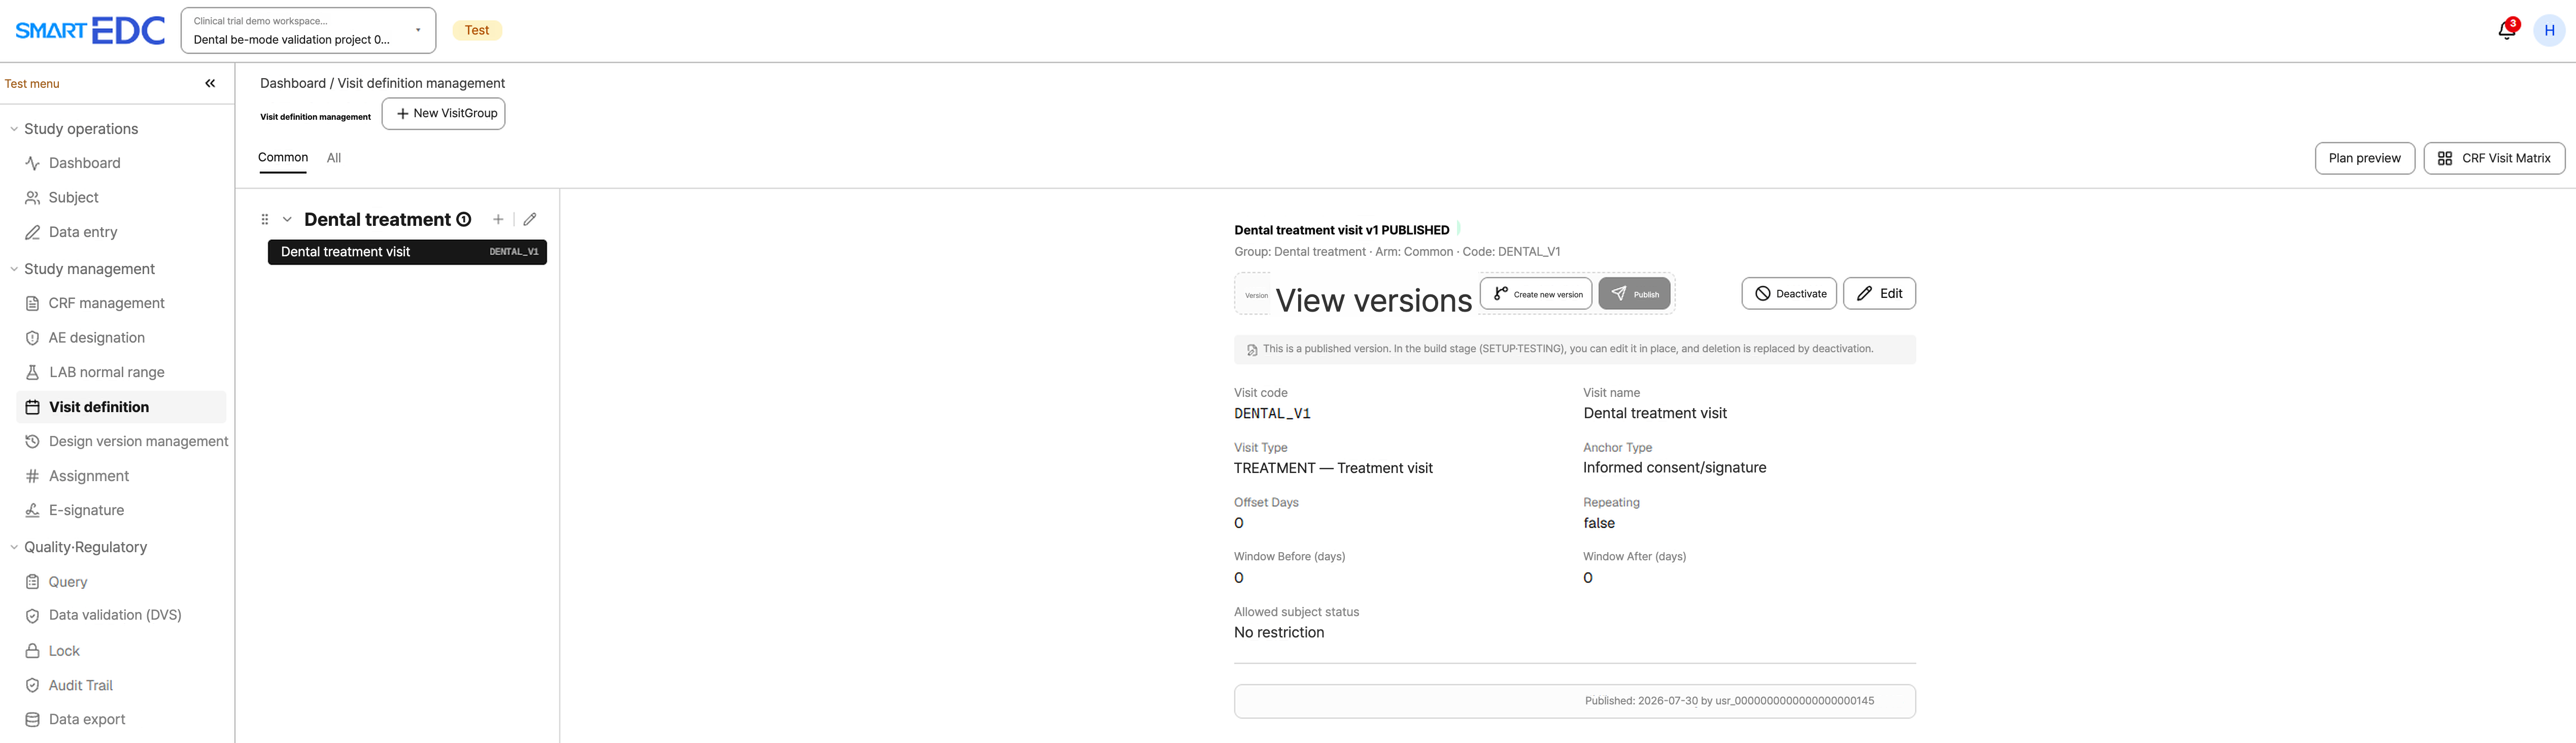 SMART EDC
Clinical trial demo workspace...
Dental be-mode validation project 0...
Test
3
H
Test menu
Study operations
Dashboard
Subject
Data entry
Study management
CRF management
AE designation
LAB normal range
Visit definition
Design version management
Assignment
E-signature
Quality·Regulatory
Query
Data validation (DVS)
Lock
Audit Trail
Data export
Dashboard / Visit definition management
Visit definition management
New VisitGroup
Common
All
Plan preview
CRF Visit Matrix
Dental treatment 1
Dental treatment visit DENTAL_V1
Dental treatment visit v1 PUBLISHED
Group: Dental treatment · Arm: Common · Code: DENTAL_V1
Version
View versions
Create new version
Publish
Deactivate
Edit
This is a published version. In the build stage (SETUP·TESTING), you can edit it in place, and deletion is replaced by deactivation.
Visit code
DENTAL_V1
Visit name
Dental treatment visit
Visit Type
TREATMENT — Treatment visit
Anchor Type
Informed consent/signature
Offset Days
0
Repeating
false
Window Before (days)
0
Window After (days)
0
Allowed subject status
No restriction
Published: 2026-07-30 by usr_0000000000000000000145